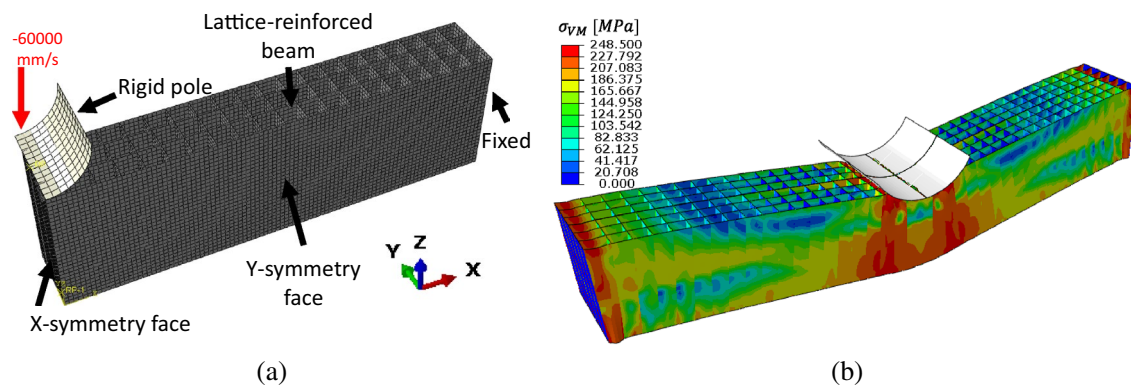 -60000
mm/s
Rigid pole
Lattice-reinforced
beam
Fixed
Y-symmetry
face
X-symmetry face
Z
Y
X
(a)
σVM [MPa]
248.500
227.792
207.083
186.375
165.667
144.958
124.250
103.542
82.833
62.125
41.417
20.708
0.000
(b)